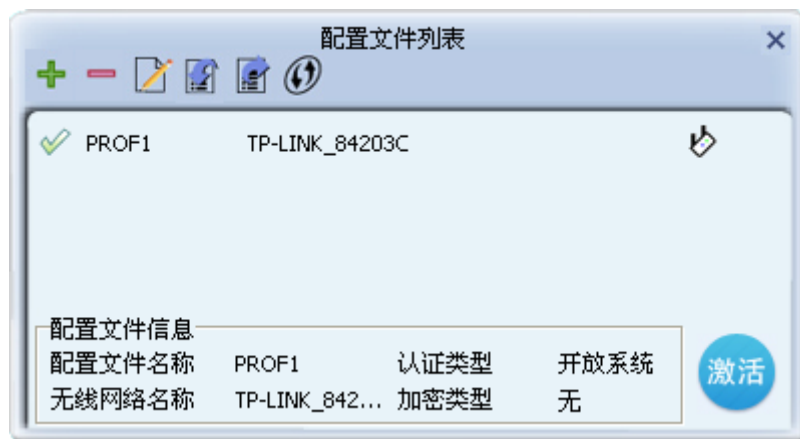 配置文件列表
PROF1 TP-LINK_84203C
配置文件信息
配置文件名称 PROF1 认证类型 开放系统
无线网络名称 TP-LINK_842... 加密类型 无
激活